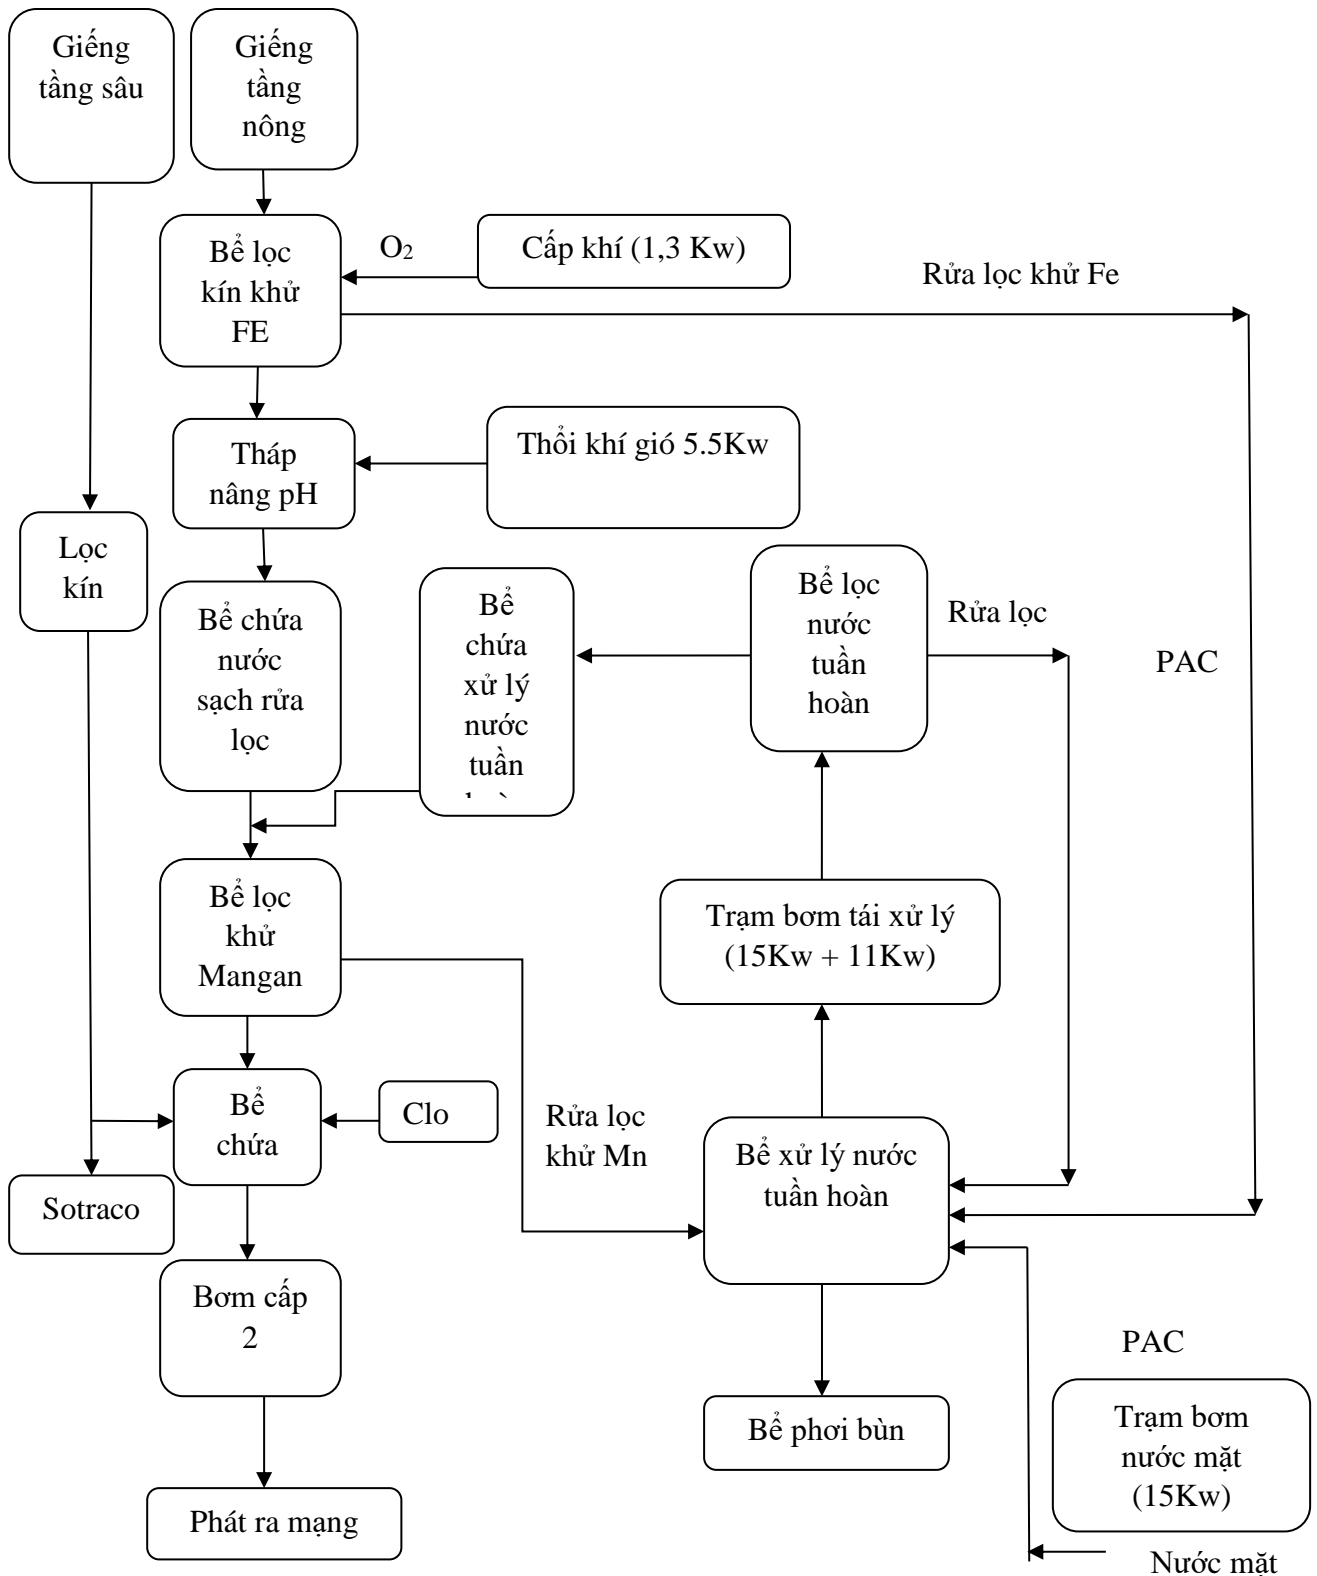 Giếng
tầng sâu
Giếng
tầng
nông
Bể lọc
kín khử
FE
O₂
Cấp khí (1,3 Kw)
Rửa lọc khử Fe
Tháp
nâng pH
Thổi khí gió 5.5Kw
Lọc
kín
Bể chứa
nước
sạch rửa
lọc
Bể
chứa
xử lý
nước
tuần
Bể lọc
nước
tuần
hoàn
Rửa lọc
PAC
Bể lọc
khử
Mangan
Trạm bơm tái xử lý
(15Kw + 11Kw)
Bể
chứa
Clo
Rửa lọc
khử Mn
Bể xử lý nước
tuần hoàn
Sotraco
Bơm cấp
2
PAC
Trạm bơm
nước mặt
(15Kw)
Bể phơi bùn
Phát ra mạng
Nước mặt